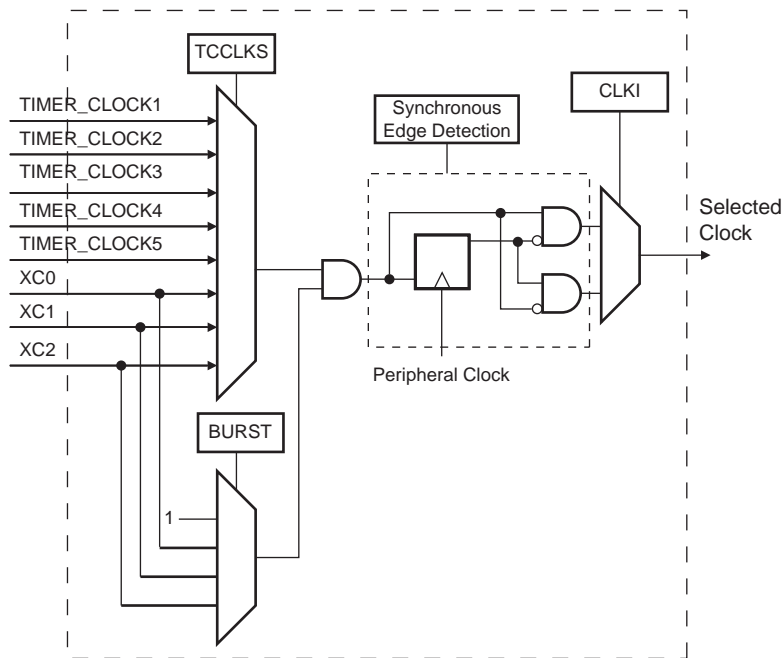 TCCLKS
CLKI
Synchronous
Edge Detection
TIMER_CLOCK1
TIMER_CLOCK2
TIMER_CLOCK3
TIMER_CLOCK4
TIMER_CLOCK5
XC0
XC1
XC2
Selected
Clock
Peripheral Clock
BURST
1